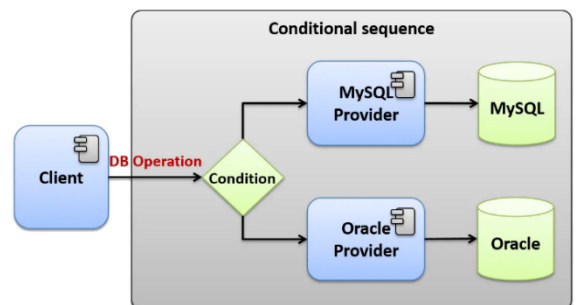 Conditional sequence
MySQL
Provider
MySQL
DB Operation
Client
Condition
Oracle
Provider
Oracle